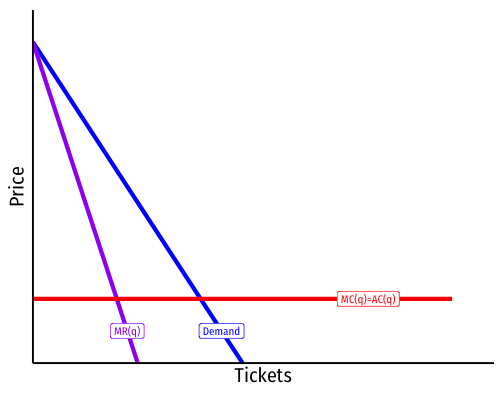 Price
MC(q)=AC(q)
MR(q)
Demand
Tickets